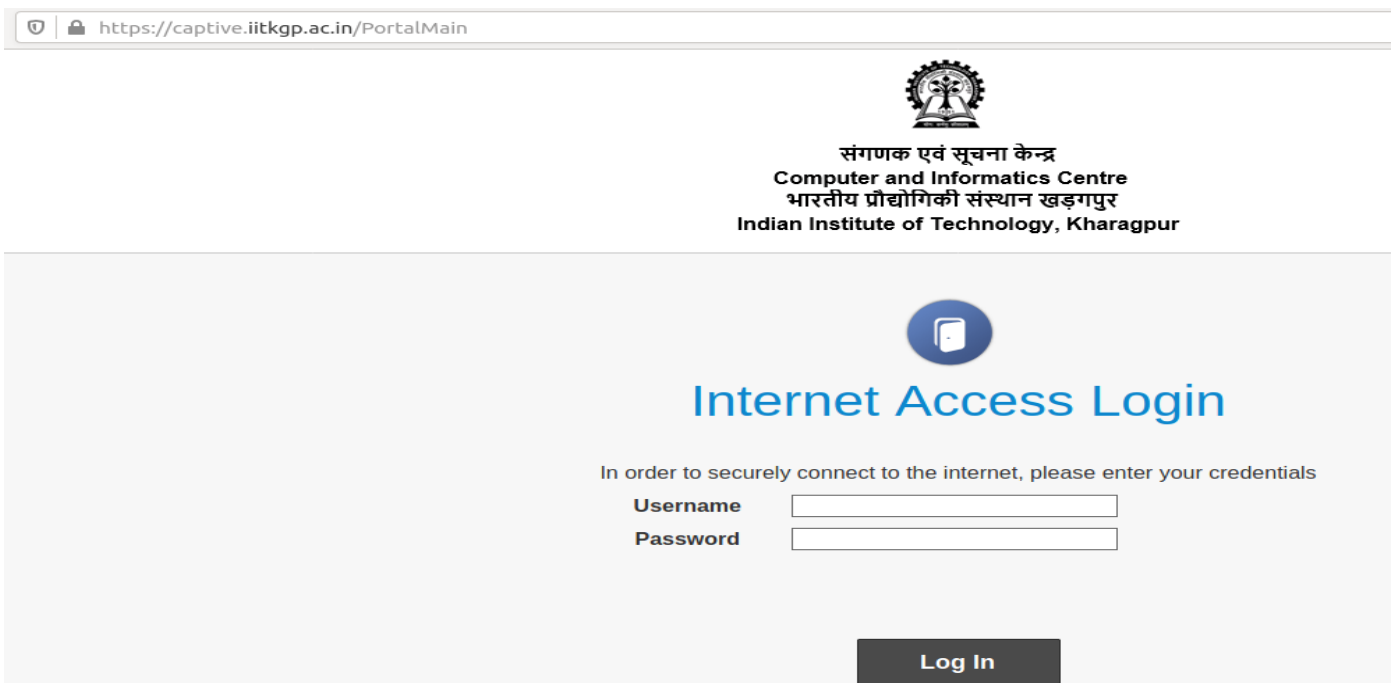 https://captive.iitkgp.ac.in/PortalMain
संगणक एवं सूचना केन्द्र
Computer and Informatics Centre
भारतीय प्रौद्योगिकी संस्थान खड़गपुर
Indian Institute of Technology, Kharagpur
Internet Access Login
In order to securely connect to the internet, please enter your credentials
Username
Password
Log In